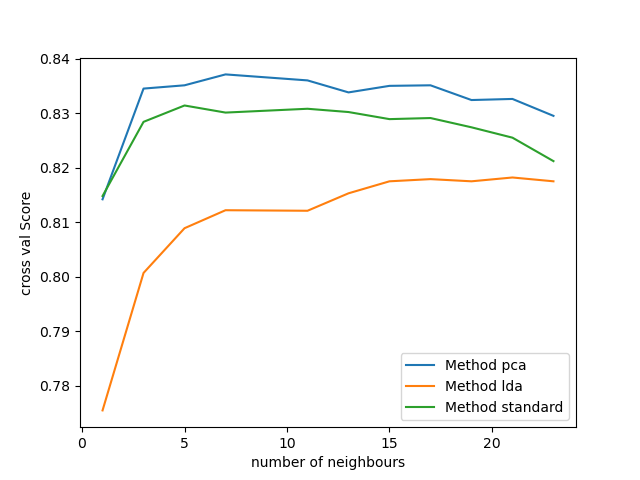 0.84
0.83
0.82
0.81
0.80
0.79
0.78
cross val Score
0
5
10
15
20
number of neighbours
Method pca
Method lda
Method standard